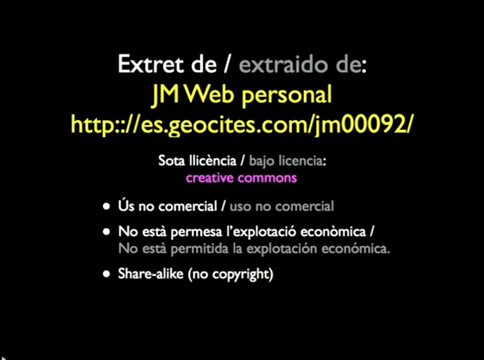 Extret de / extraido de:
JM Web personal
http://es.geocites.com/jm00092/
Sota llicència / bajo licencia:
creative commons
• Ús no comercial / uso no comercial
• No està permesa l'explotació econòmica /
No està permitida la explotación económica.
• Share-alike (no copyright)